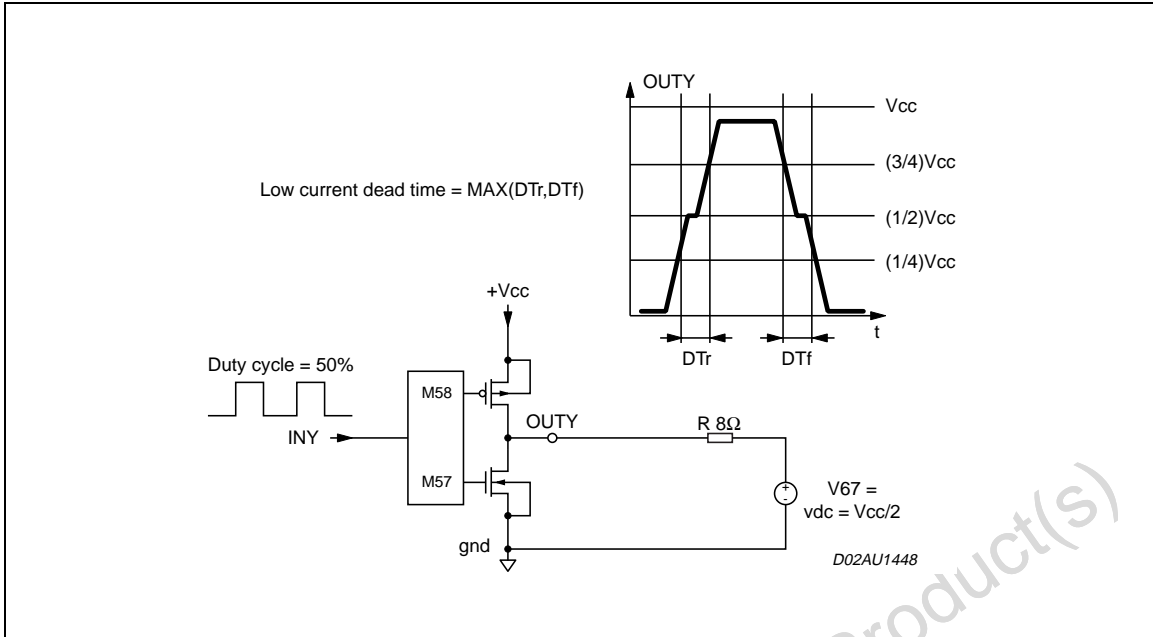 OUTY
Vcc
(3/4)Vcc
Low current dead time = MAX(DTr,DTf)
(1/2)Vcc
(1/4)Vcc
+Vcc
t
DTr
DTf
Duty cycle = 50%
M58
OUTY
R 8Ω
INY
M57
+
-
V67 =
vdc = Vcc/2
gnd
D02AU1448
roduct(s)